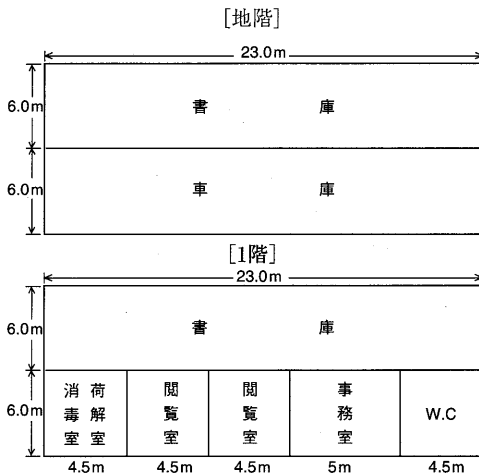 [地階]
23.0m
6.0m
書庫
6.0m
車庫
[1階]
23.0m
6.0m
書庫
6.0m
消毒室
荷解室
閲覧室
閲覧室
事務室
W.C
4.5m
4.5m
4.5m
5m
4.5m